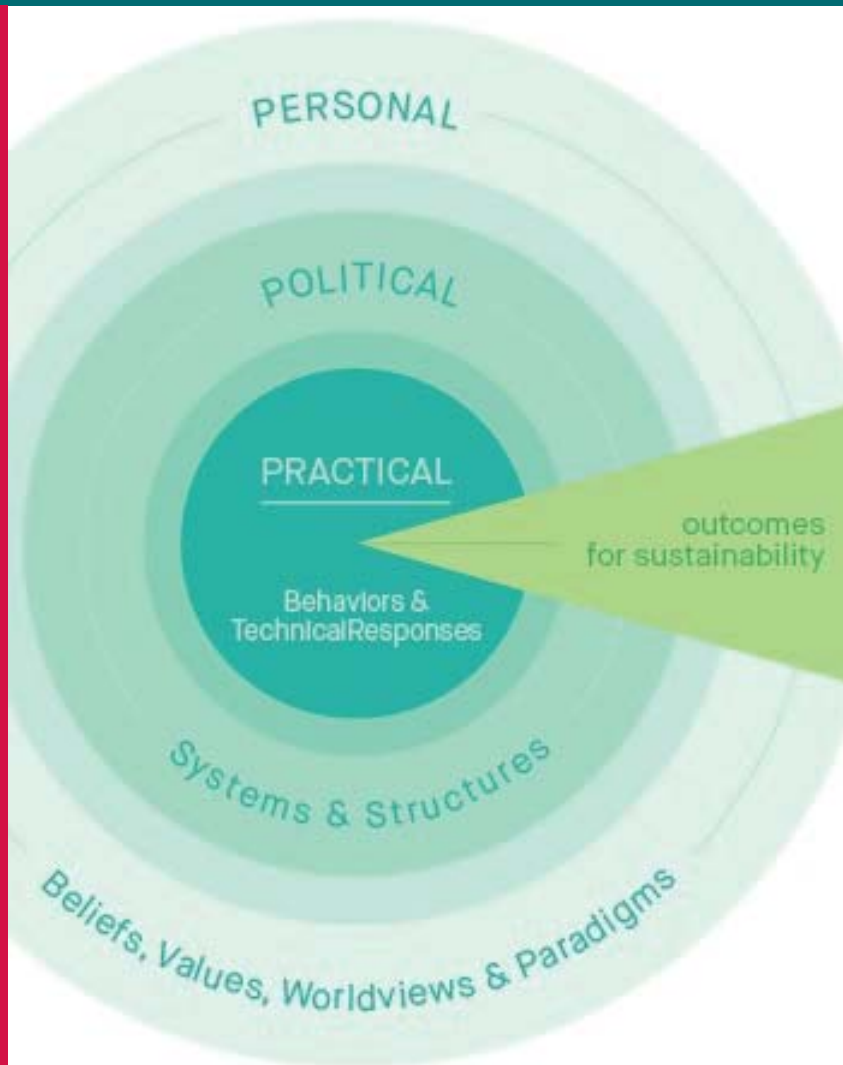 PERSONAL
POLITICAL
PRACTICAL
outcomes
for sustainability
Behaviors &
TechnicalResponses
Systems & Structures
Beliefs, Values, Worldviews & Paradigms